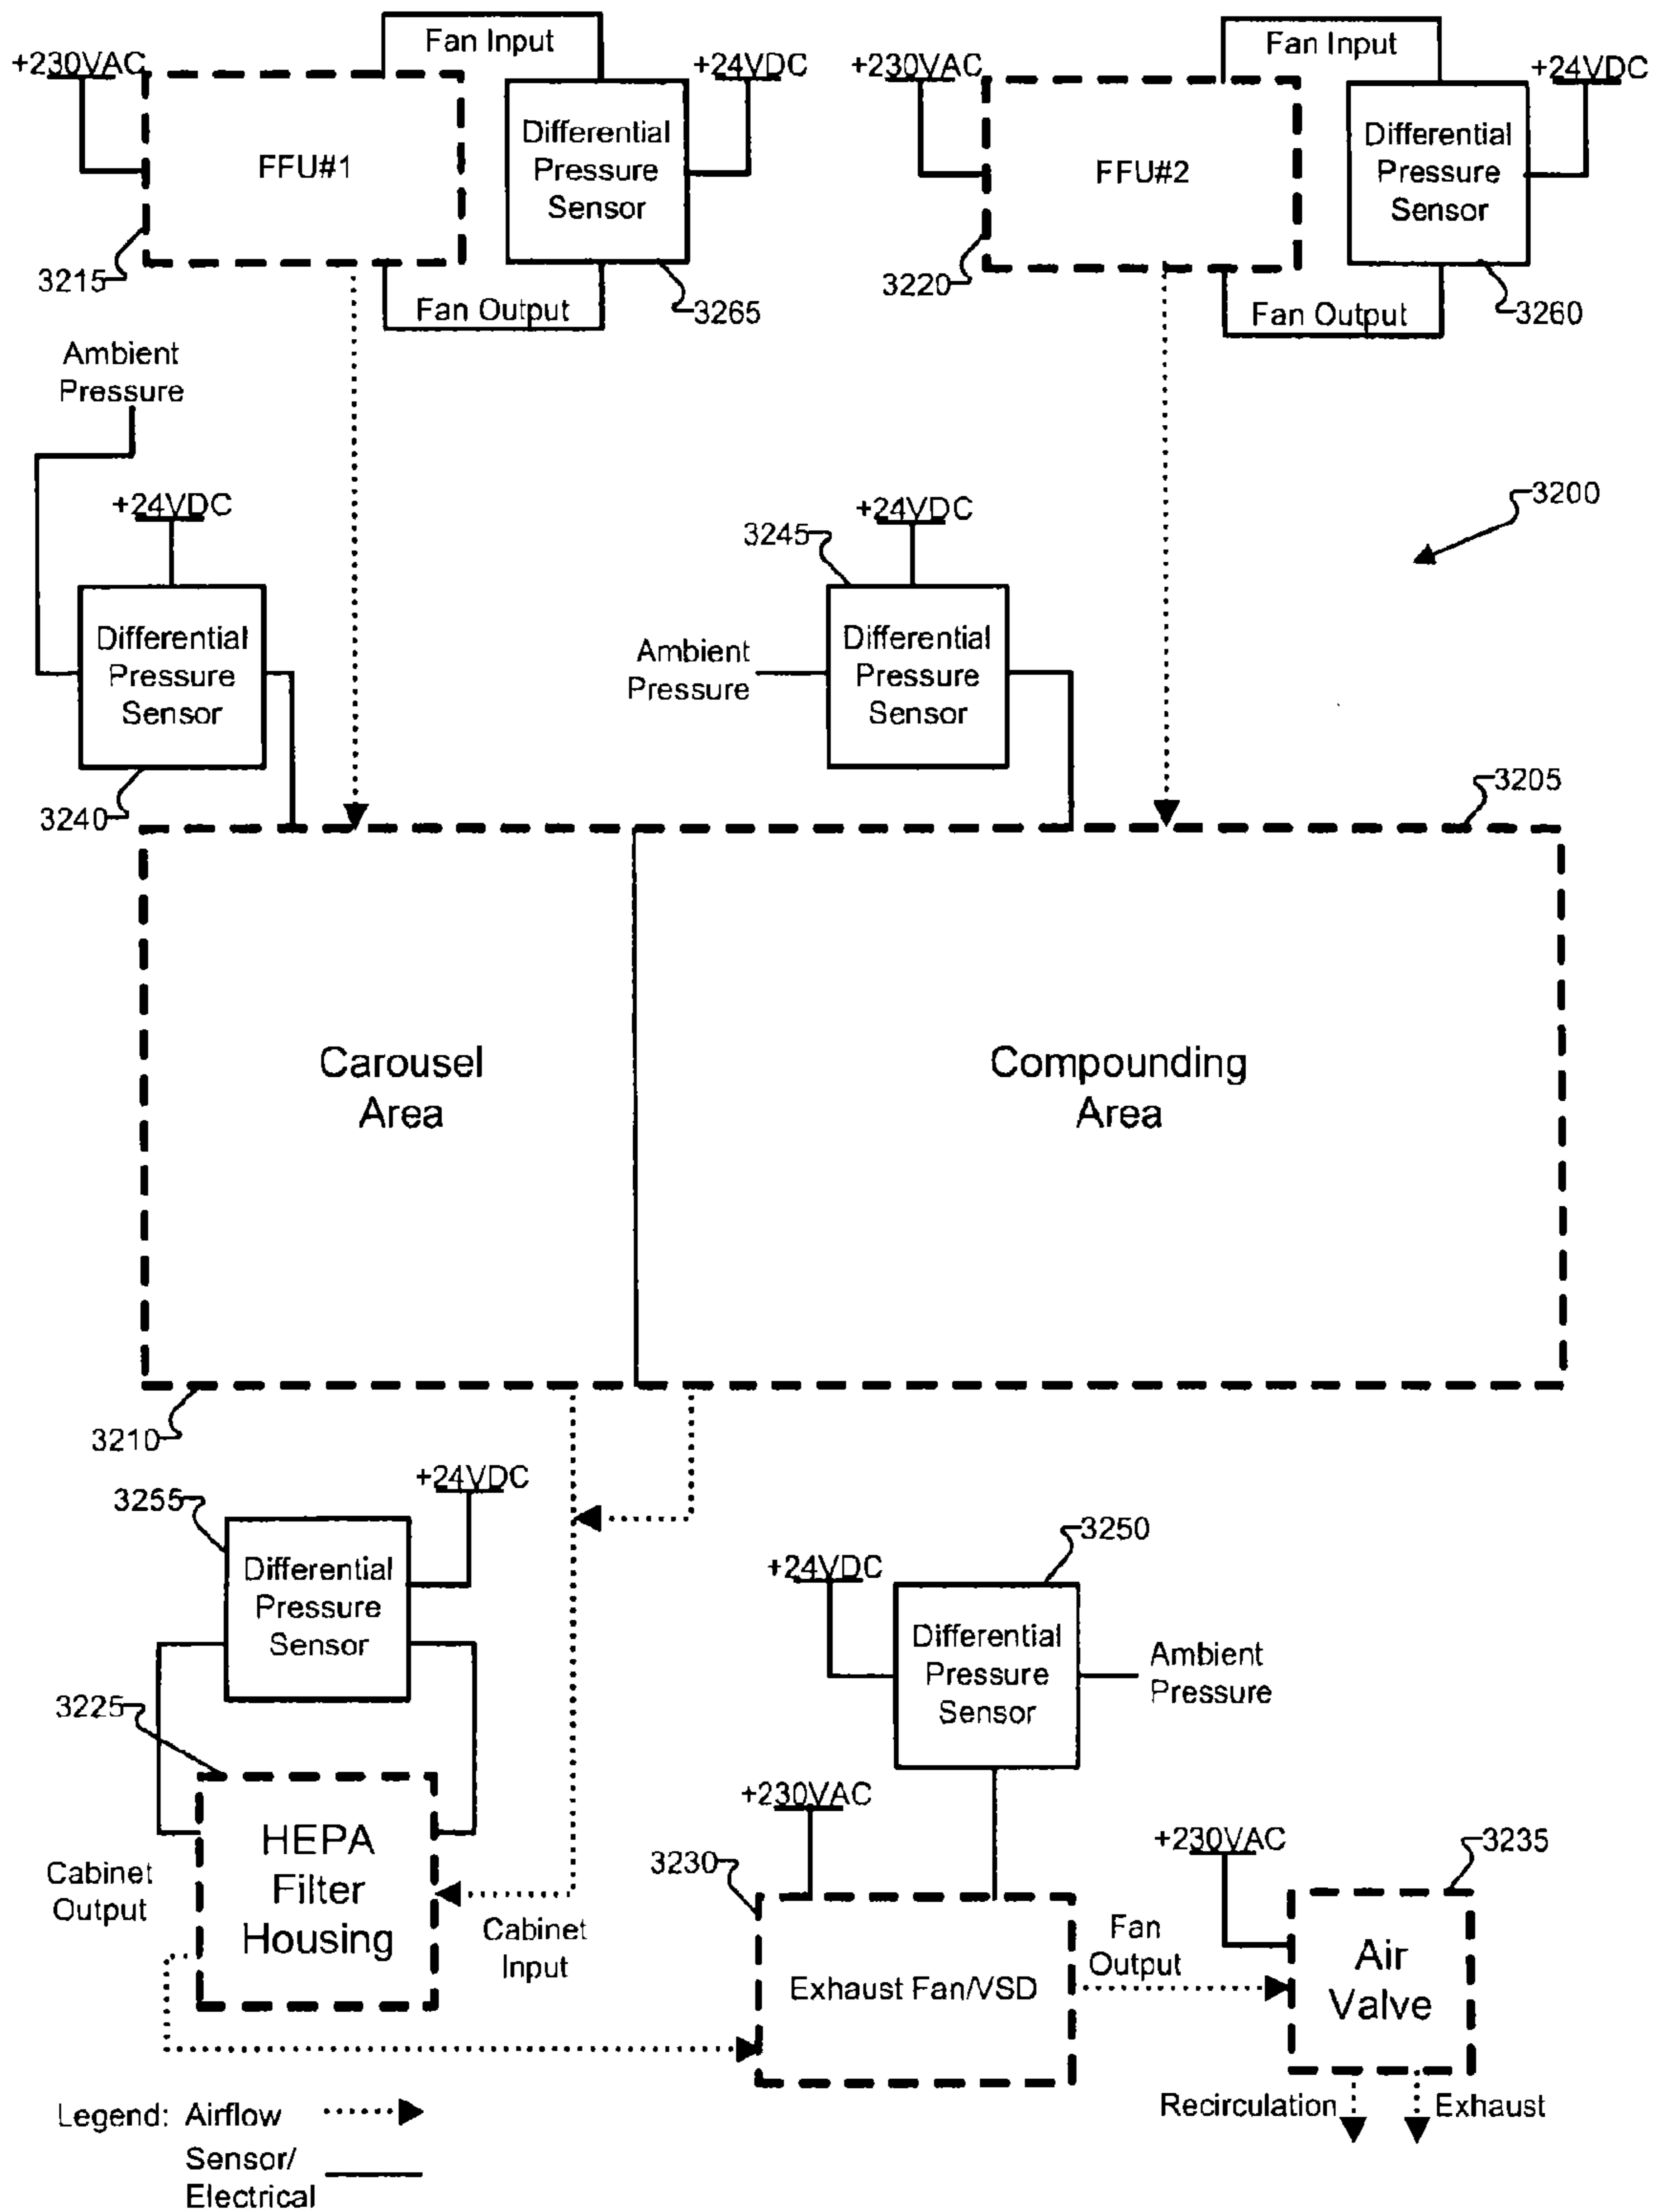 Fan Input
Fan Input
+230VAC
+24VDC
+230VAC
+24VDC
FFU#1
Differential
Pressure
Sensor
FFU#2
Differential
Pressure
Sensor
3215
Fan Output
3265
3220
Fan Output
3260
Ambient
Pressure
+24VDC
+24VDC
3200
3245
Differential
Pressure
Sensor
Ambient
Pressure
Differential
Pressure
Sensor
3240
3205
Carousel
Area
Compounding
Area
3210
+24VDC
3255
Differential
Pressure
Sensor
3250
+24VDC
Differential
Pressure
Sensor
Ambient
Pressure
3225
+230VAC
HEPA
Filter
Housing
Cabinet
Output
Cabinet
Input
3230
+230VAC
3235
Exhaust Fan/VSD
Fan
Output
Air
Valve
Recirculation
Exhaust
Legend: Airflow
Sensor/
Electrical